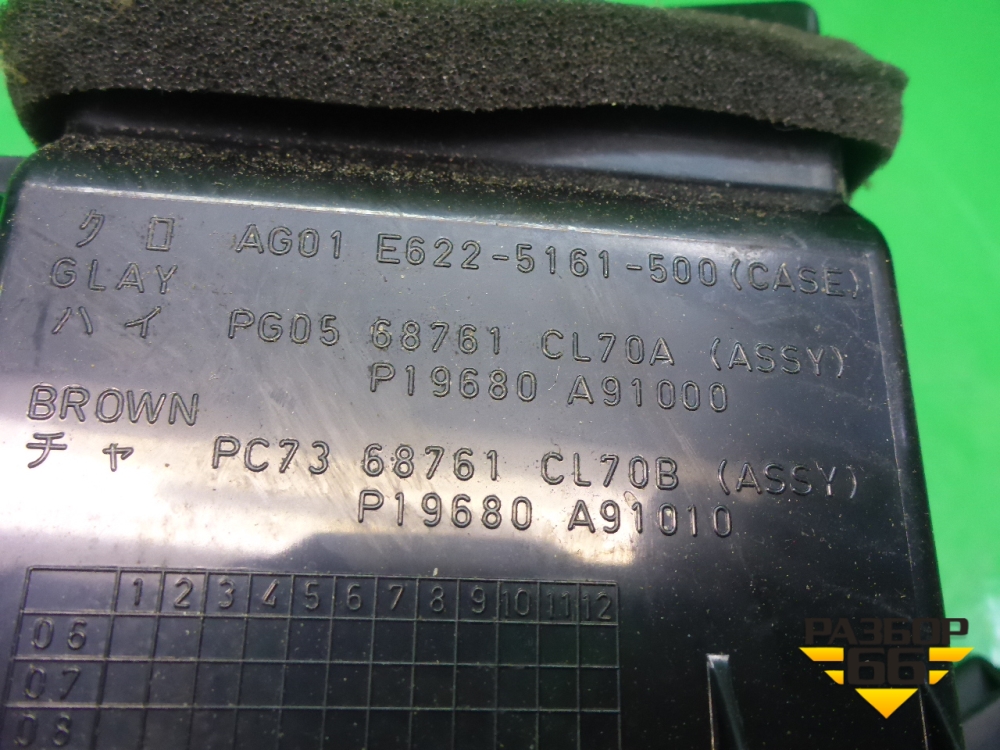 クロ AG01 E622-5161-500(CASE)
GLAY
ハイ PG05 68761 CL70A (ASSY)
P19680 A91000
BROWN
チャ PC73 68761 CL70B (ASSY)
P19680 A91010
1 2 3 4 5 6 7 8 9 10 11 12
06
07
08
РАЗБОР
66